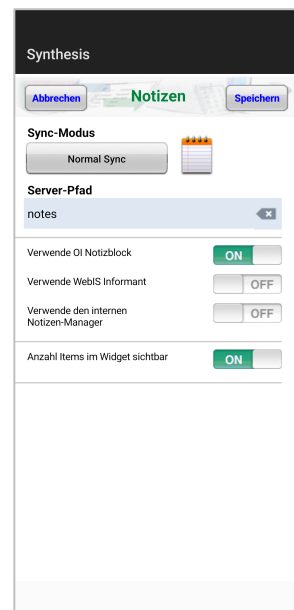 Synthesis
Abbrechen Notizen Speichern
Sync-Modus
Normal Sync
Server-Pfad
notes
Verwende OI Notizblock ON
Verwende WebIS Informant OFF
Verwende den internen
Notizen-Manager OFF
Anzahl Items im Widget sichtbar ON